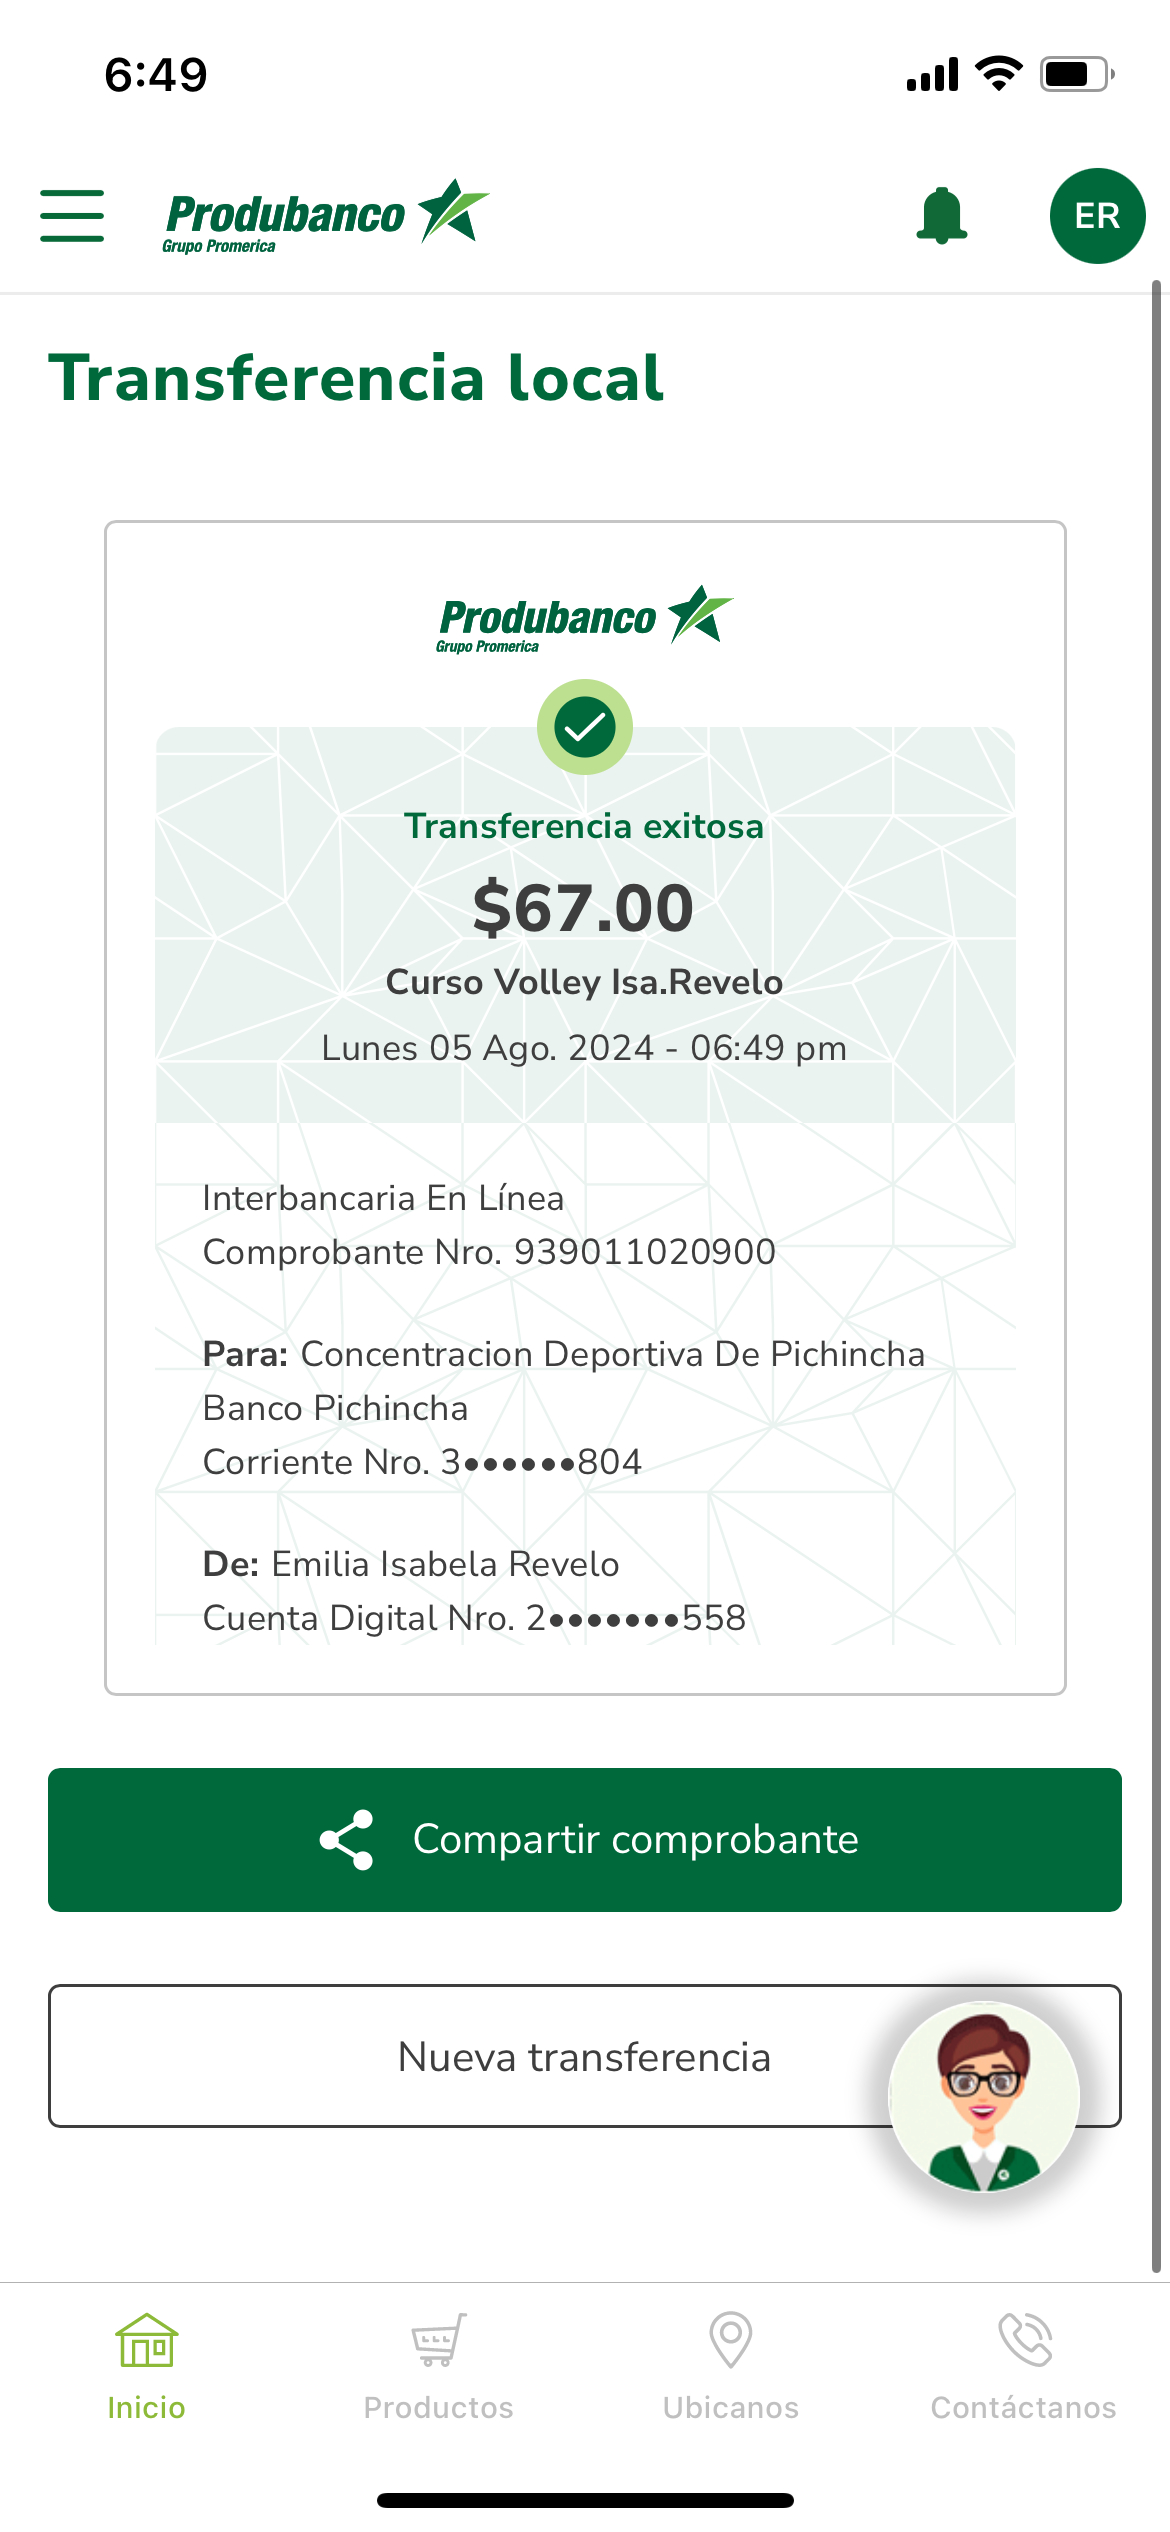 6:49
Produbanco
Grupo Promerica
ER
Transferencia local
Produbanco
Grupo Promerica
Transferencia exitosa
$67.00
Curso Volley Isa.Revelo
Lunes 05 Ago. 2024 - 06:49 pm
Interbancaria En Línea
Comprobante Nro. 939011020900
Para: Concentracion Deportiva De Pichincha
Banco Pichincha
Corriente Nro. 3••••••804
De: Emilia Isabela Revelo
Cuenta Digital Nro. 2•••••••558
Compartir comprobante
Nueva transferencia
Inicio
Productos
Ubicanos
Contáctanos